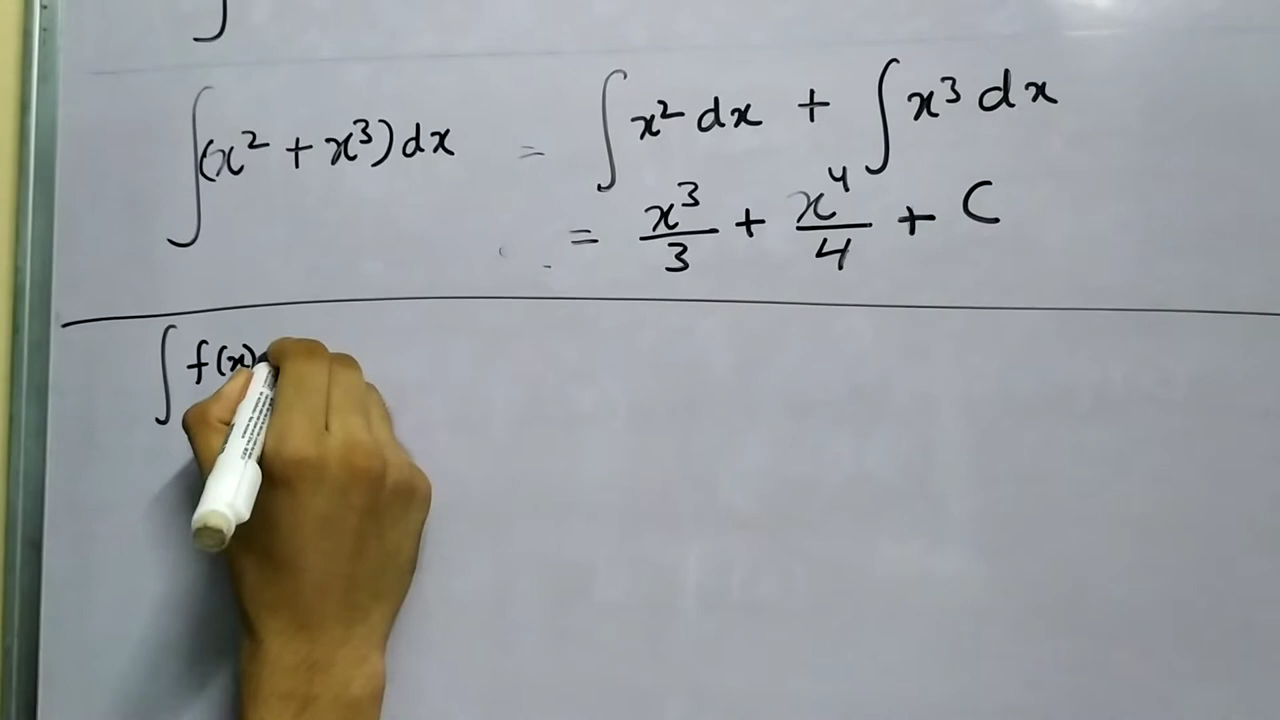 ∫
∫(x² + x³) dx = ∫ x² dx + ∫ x³ dx
= x³/3 + x⁴/4 + C
∫ f(x)